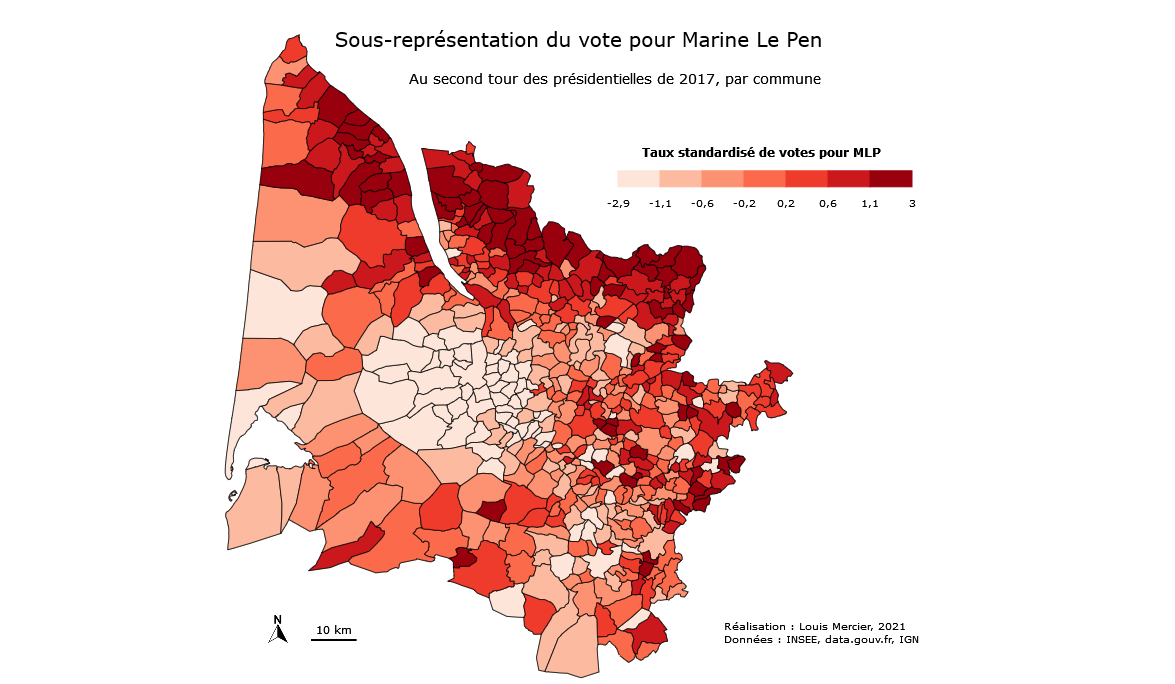 Sous-représentation du vote pour Marine Le Pen
Au second tour des présidentielles de 2017, par commune
Taux standardisé de votes pour MLP
-2,9 -1,1 -0,6 -0,2 0,2 0,6 1,1 3
N
10 km
Réalisation : Louis Mercier, 2021
Données : INSEE, data.gouv.fr, IGN